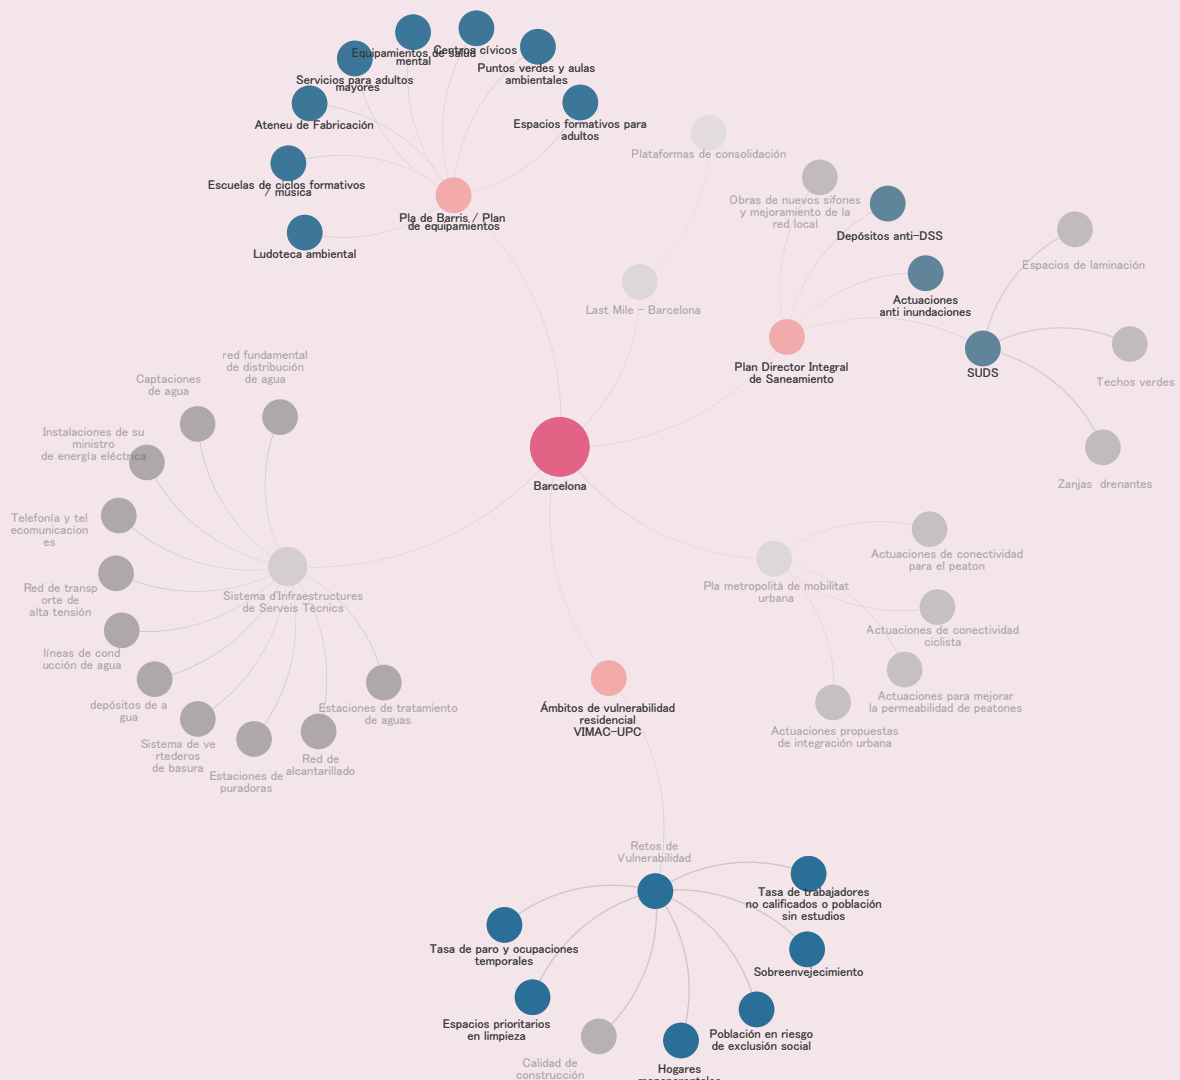 Equipamientos de salud
mental
Centros cívicos
Puntos verdes y aulas
ambientales
Servicios para adultos
mayores
Ateneu de Fabricación
Espacios formativos para
adultos
Escuelas de ciclos formativos
/ música
Pla de Barris / Plan
de equipamientos
Ludoteca ambiental
Plataformas de consolidación
Obras de nuevos sifones
y mejoramiento de la
red local
Depósitos anti-DSS
Espacios de laminación
Last Mile - Barcelona
Actuaciones
anti inundaciones
Plan Director Integral
de Saneamiento
SUDS
Techos verdes
Zanjas drenantes
red fundamental
de distribución
de agua
Captaciones
de agua
Instalaciones de su
ministro
de energía eléctrica
Telefonía y tel
ecomunicacion
es
Red de transp
orte de
alta tensión
líneas de cond
ucción de agua
depósitos de a
gua
Sistema de ve
rtederos
de basura
Estaciones de
puradoras
Red de
alcantarillado
Estaciones de tratamiento
de aguas
Sistema d'Infraestructures
de Serveis Tècnics
Barcelona
Pla metropolità de mobilitat
urbana
Actuaciones de conectividad
para el peaton
Actuaciones de conectividad
ciclista
Actuaciones para mejorar
la permeabilidad de peatones
Actuaciones propuestas
de integración urbana
Ámbitos de vulnerabilidad
residencial
VIMAC-UPC
Retos de
Vulnerabilidad
Tasa de trabajadores
no calificados o población
sin estudios
Tasa de paro y ocupaciones
temporales
Sobreenvejecimiento
Espacios prioritarios
en limpieza
Población en riesgo
de exclusión social
Calidad de
construcción
Hogares
monoparentales